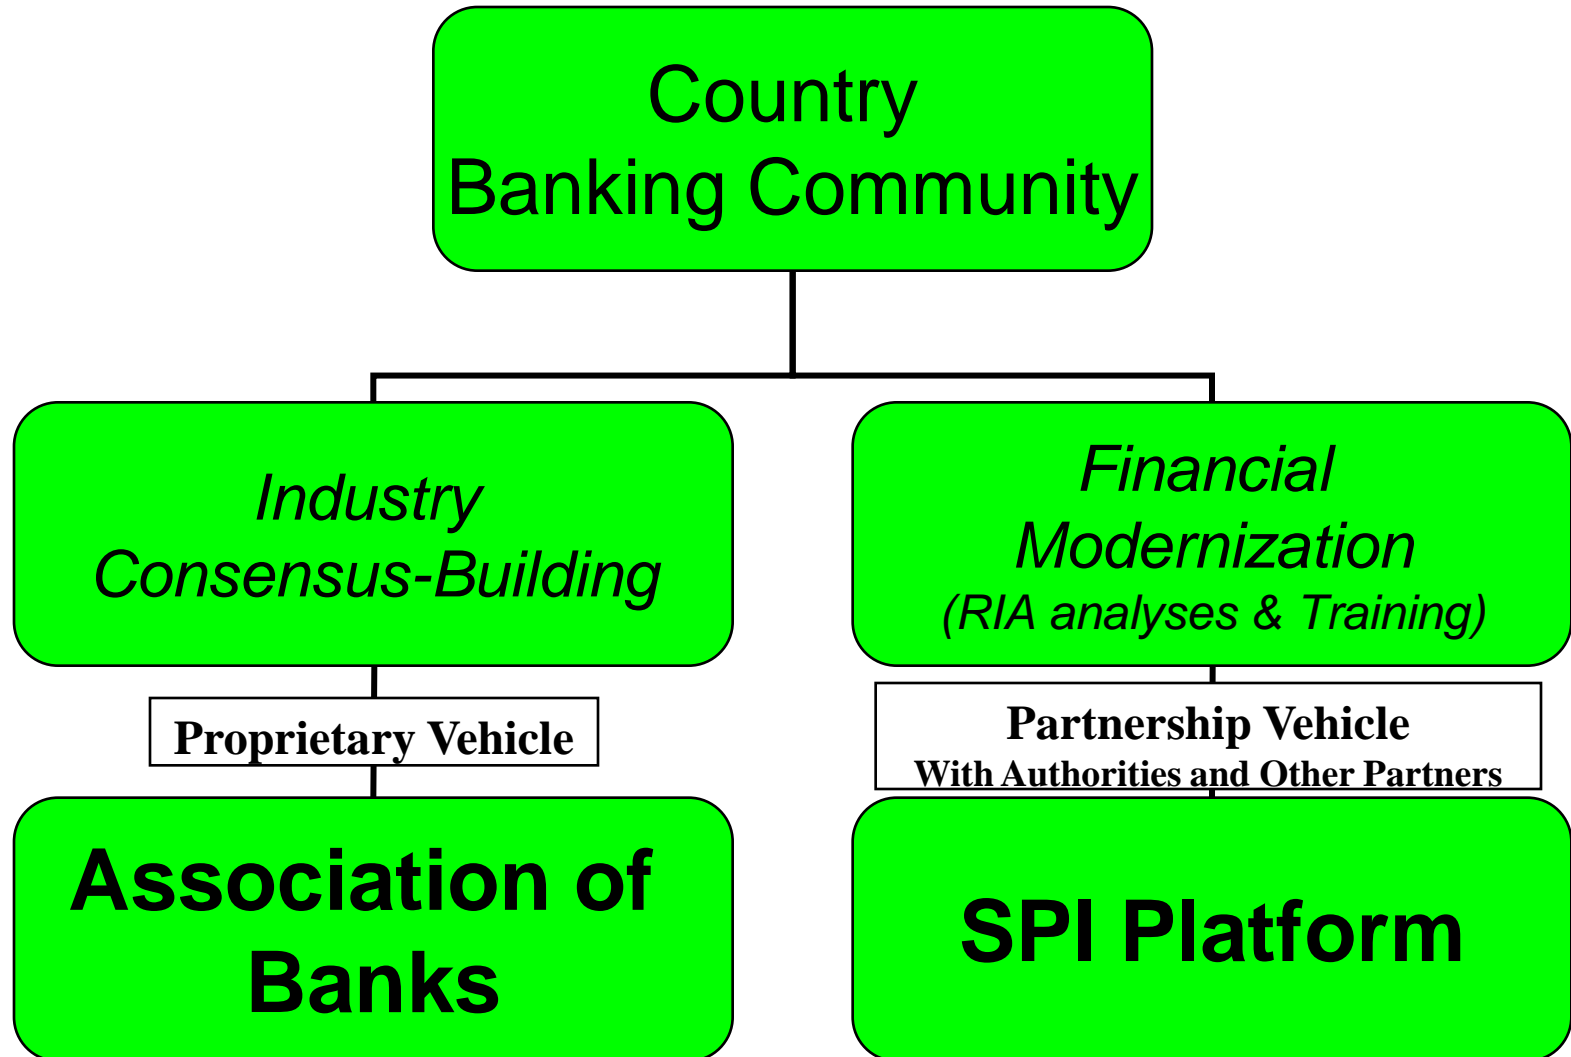 Country
Banking Community
Industry
Consensus-Building
Financial
Modernization
(RIA analyses & Training)
Proprietary Vehicle
Partnership Vehicle
With Authorities and Other Partners
Association of
Banks
SPI Platform